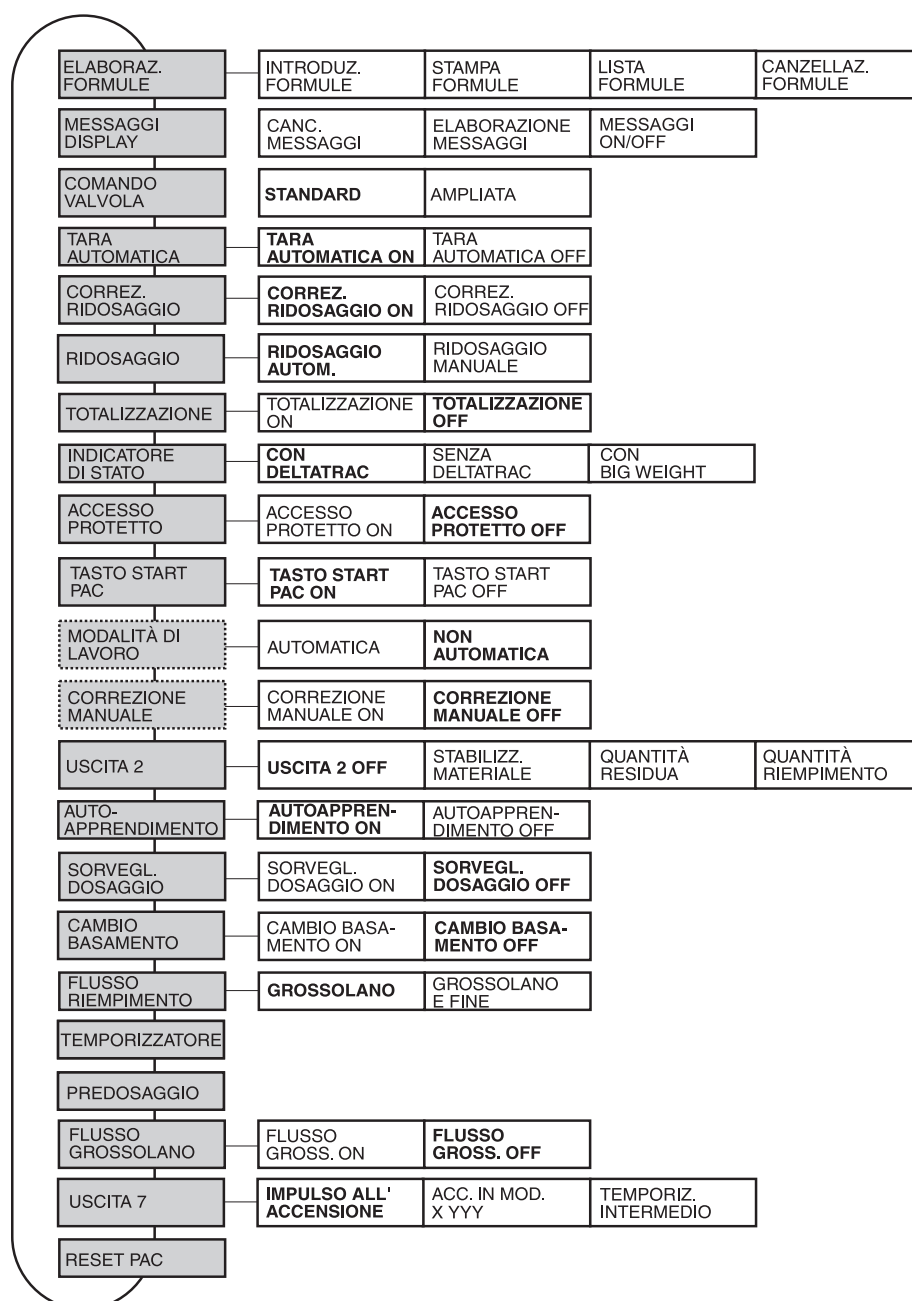 ELABORAZ.
FORMULE
INTRODUZ.
FORMULE
STAMPA
FORMULE
LISTA
FORMULE
CANZELLAZ.
FORMULE
MESSAGGI
DISPLAY
CANC.
MESSAGGI
ELABORAZIONE
MESSAGGI
MESSAGGI
ON/OFF
COMANDO
VALVOLA
STANDARD
AMPLIATA
TARA
AUTOMATICA
TARA
AUTOMATICA ON
TARA
AUTOMATICA OFF
CORREZ.
RIDOSAGGIO
CORREZ.
RIDOSAGGIO ON
CORREZ.
RIDOSAGGIO OFF
RIDOSAGGIO
RIDOSAGGIO
AUTOM.
RIDOSAGGIO
MANUALE
TOTALIZZAZIONE
TOTALIZZAZIONE
ON
TOTALIZZAZIONE
OFF
INDICATORE
DI STATO
CON
DELTATRAC
SENZA
DELTATRAC
CON
BIG WEIGHT
ACCESSO
PROTETTO
ACCESSO
PROTETTO ON
ACCESSO
PROTETTO OFF
TASTO START
PAC
TASTO START
PAC ON
TASTO START
PAC OFF
MODALITÀ DI
LAVORO
AUTOMATICA
NON
AUTOMATICA
CORREZIONE
MANUALE
CORREZIONE
MANUALE ON
CORREZIONE
MANUALE OFF
USCITA 2
USCITA 2 OFF
STABILIZZ.
MATERIALE
QUANTITÀ
RESIDUA
QUANTITÀ
RIEMPIMENTO
AUTO-
APPRENDIMENTO
AUTOAPPREN-
DIMENTO ON
AUTOAPPREN-
DIMENTO OFF
SORVEGL.
DOSAGGIO
SORVEGL.
DOSAGGIO ON
SORVEGL.
DOSAGGIO OFF
CAMBIO
BASAMENTO
CAMBIO BASA-
MENTO ON
CAMBIO BASA-
MENTO OFF
FLUSSO
RIEMPIMENTO
GROSSOLANO
GROSSOLANO
E FINE
TEMPORIZZATORE
PREDOSAGGIO
FLUSSO
GROSSOLANO
FLUSSO
GROSS. ON
FLUSSO
GROSS. OFF
USCITA 7
IMPULSO ALL'
ACCENSIONE
ACC. IN MOD.
X YYY
TEMPORIZ.
INTERMEDIO
RESET PAC